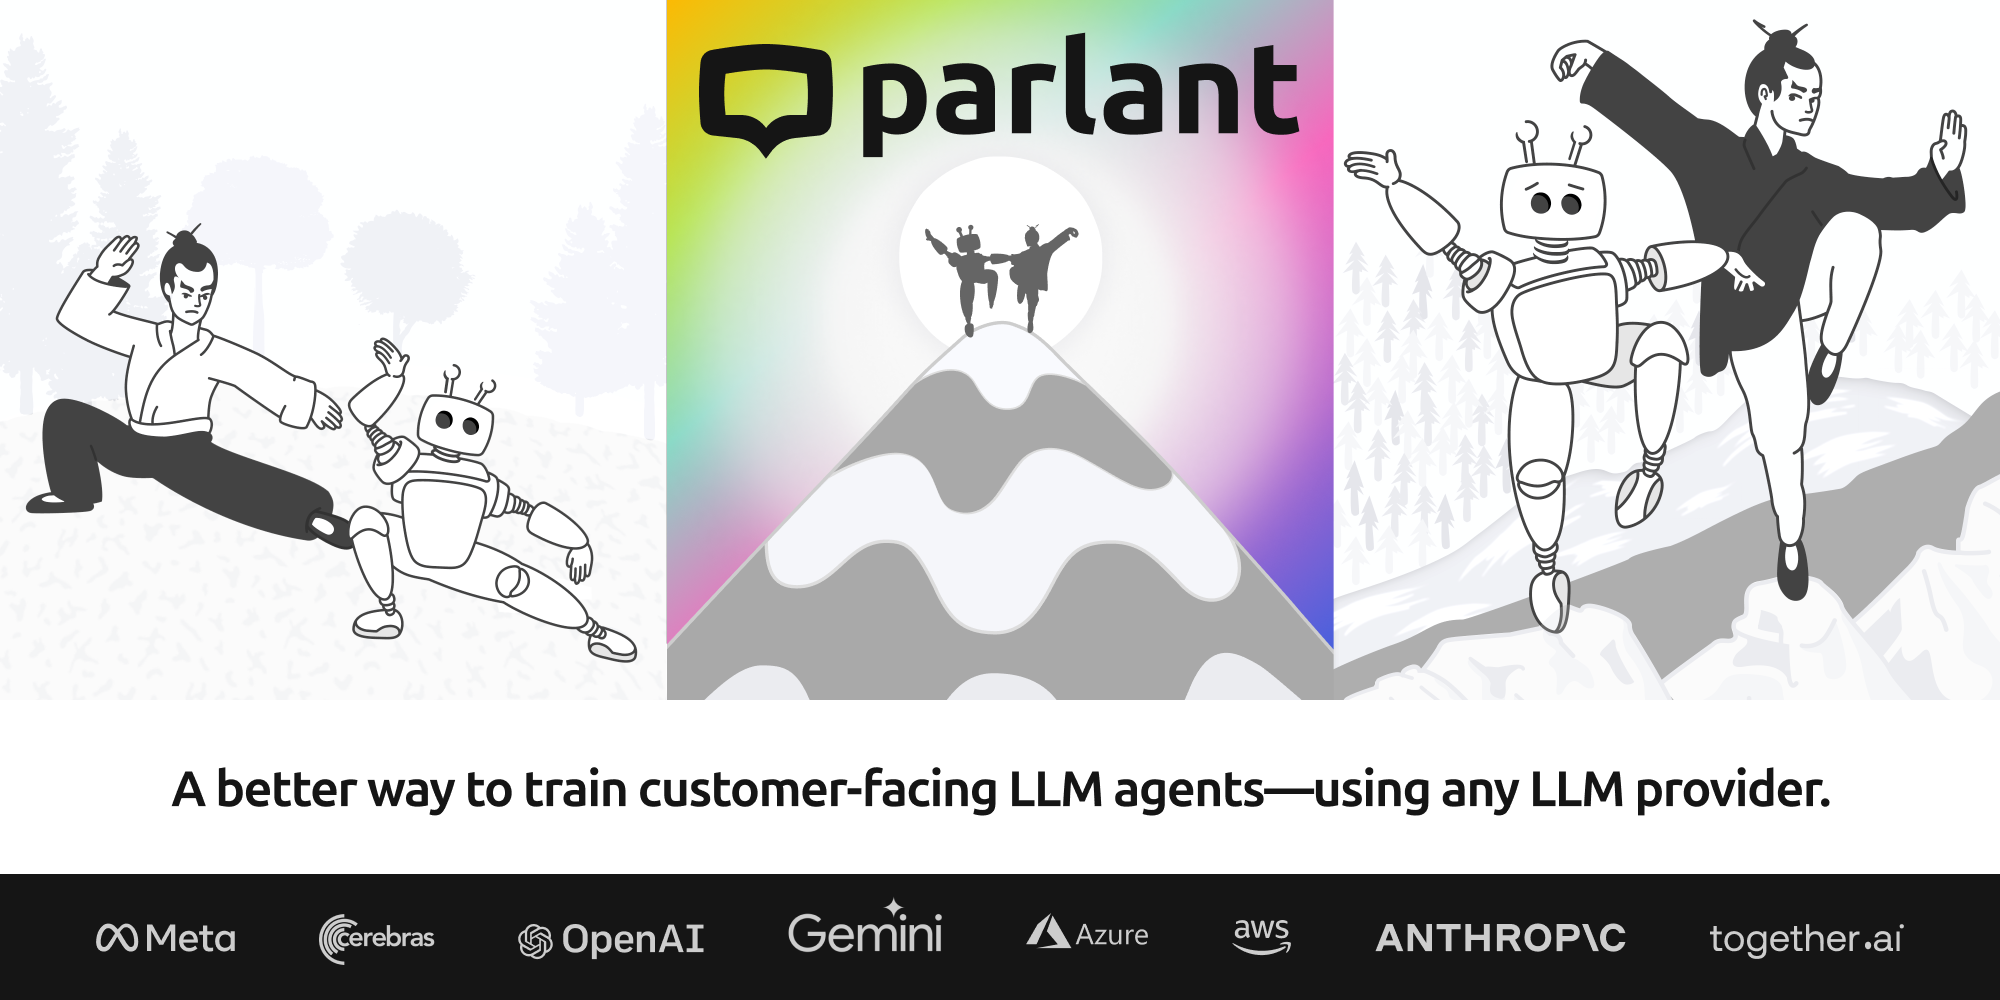 parlant
A better way to train customer-facing LLM agents—using any LLM provider.
Meta
cerebras
OpenAI
Gemini
Azure
aws
ANTHROP\C
together.ai